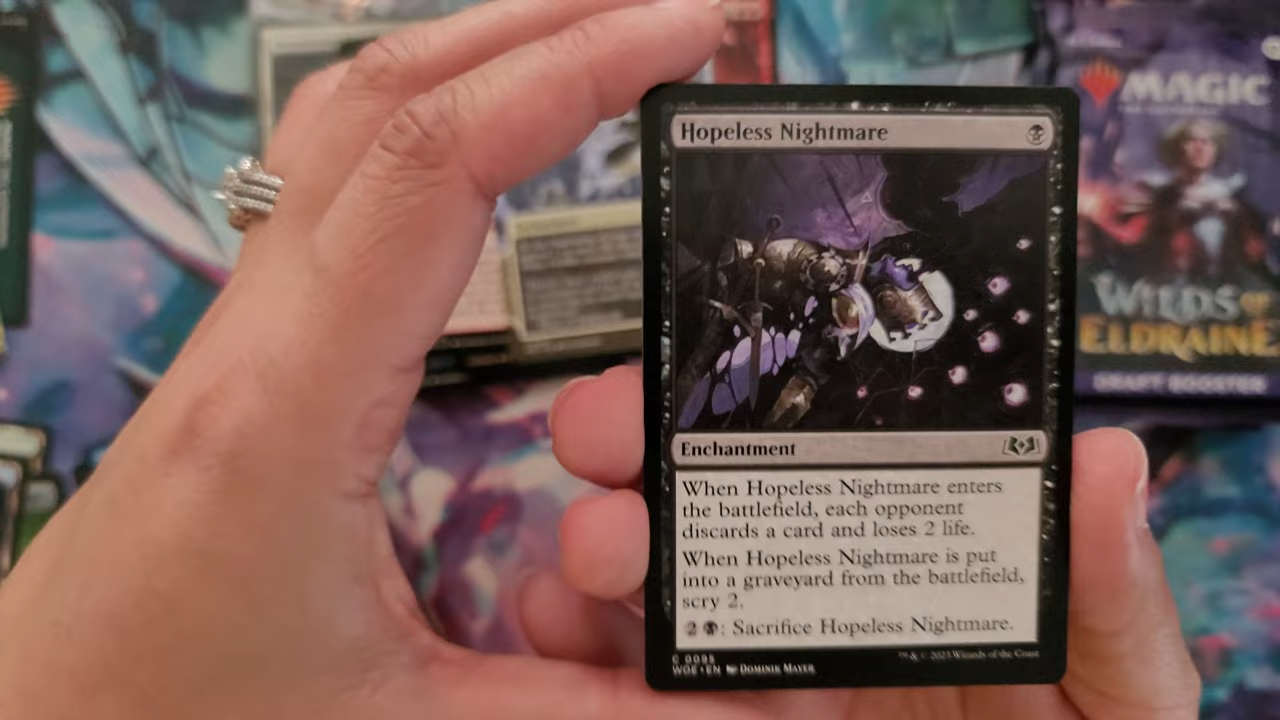 Hopeless Nightmare
Enchantment
When Hopeless Nightmare enters
the battlefield, each opponent
discards a card and loses 2 life.
When Hopeless Nightmare is put
into a graveyard from the battlefield,
scry 2.
2 : Sacrifice Hopeless Nightmare.
C 0095
WOE • EN DOMINIK MAYER
™ & © 2023 Wizards of the Coast
MAGIC
WILDS OF
ELDRAINE
DRAFT BOOSTER